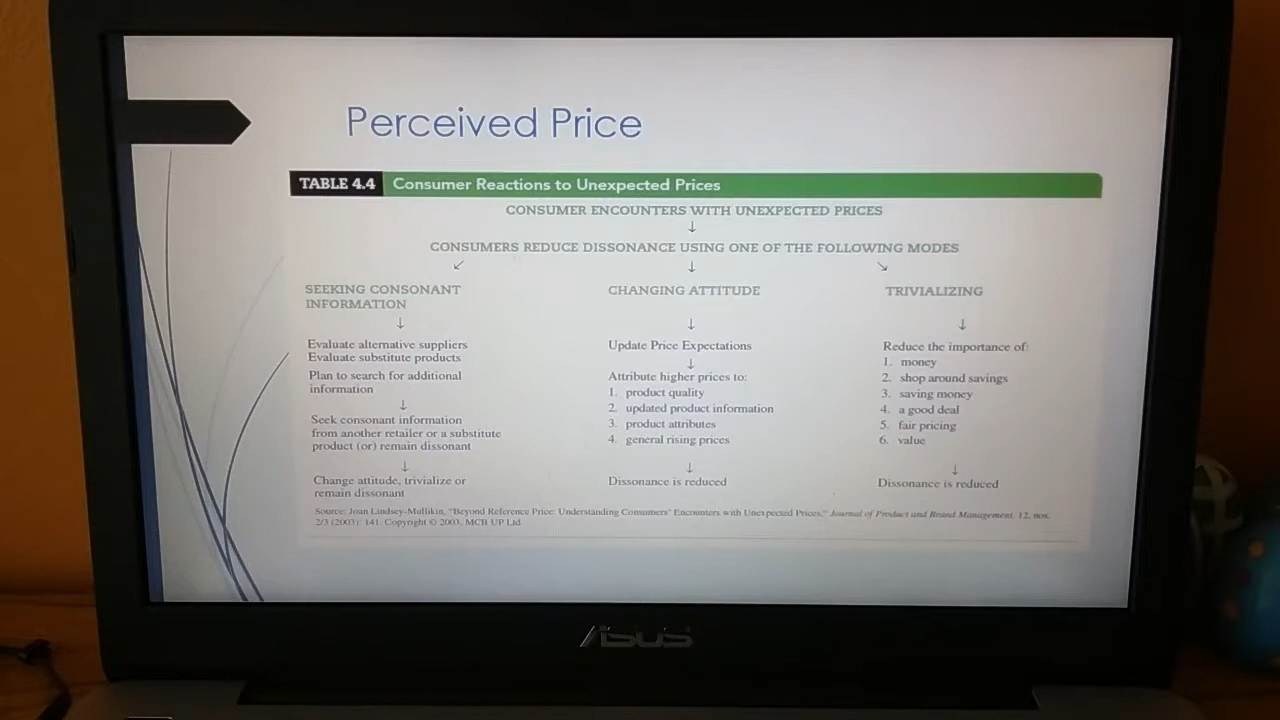 Perceived Price
TABLE 4.4 Consumer Reactions to Unexpected Prices
CONSUMER ENCOUNTERS WITH UNEXPECTED PRICES
↓
CONSUMERS REDUCE DISSONANCE USING ONE OF THE FOLLOWING MODES
↙ ↓ ↘
SEEKING CONSONANT
INFORMATION
↓
Evaluate alternative suppliers
Evaluate substitute products
Plan to search for additional
information
↓
Seek consonant information
from another retailer or a substitute
product (or) remain dissonant
↓
Change attitude, trivialize or
remain dissonant
CHANGING ATTITUDE
↓
Update Price Expectations
↓
Attribute higher prices to:
1. product quality
2. updated product information
3. product attributes
4. general rising prices
↓
Dissonance is reduced
TRIVIALIZING
↓
Reduce the importance of:
1. money
2. shop around savings
3. saving money
4. a good deal
5. fair pricing
6. value
↓
Dissonance is reduced
Source: Joan Lindsey-Mullikin, "Beyond Reference Price: Understanding Consumers' Encounters with Unexpected Prices," Journal of Product and Brand Management, 12, nos.
2/3 (2003): 141. Copyright © 2003, MCB UP Ltd.
ASUS